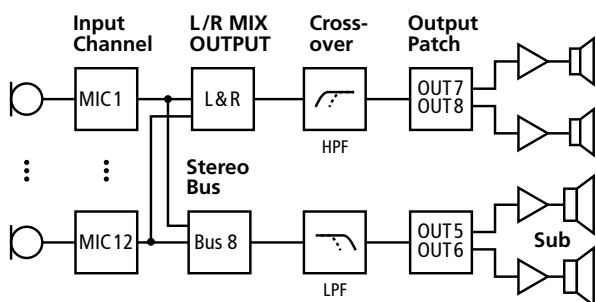 Input
Channel
L/R MIX
OUTPUT
Cross-
over
Output
Patch
MIC1
L&R
HPF
OUT7
OUT8
Stereo
Bus
MIC12
Bus 8
LPF
OUT5
OUT6
Sub